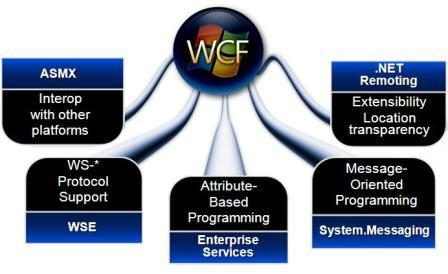 WCF
ASMX
Interop
with other
platforms
.NET
Remoting
Extensibility
Location
transparency
WS-*
Protocol
Support
WSE
Attribute-
Based
Programming
Enterprise
Services
Message-
Oriented
Programming
System.Messaging